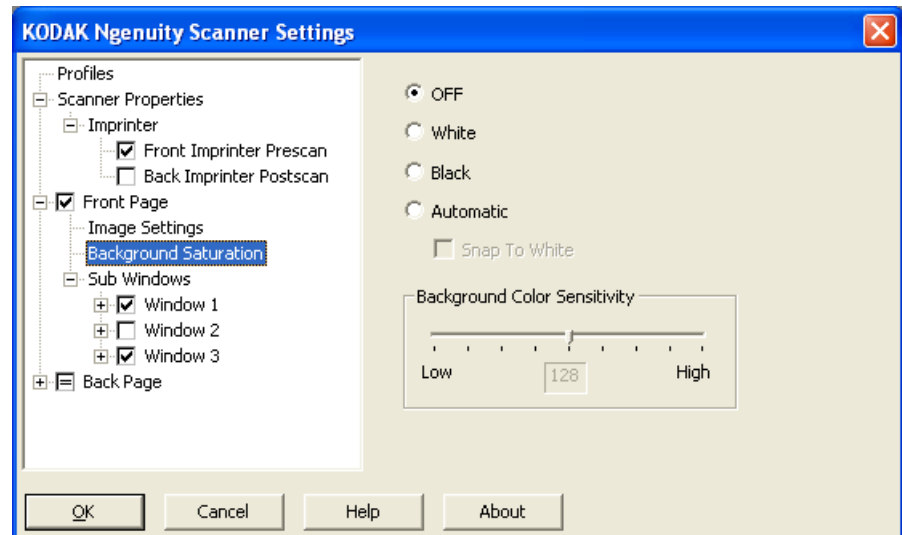 KODAK Ngenuity Scanner Settings
Profiles
Scanner Properties
Imprinter
Front Imprinter Prescan
Back Imprinter Postscan
Front Page
Image Settings
Background Saturation
Sub Windows
Window 1
Window 2
Window 3
Back Page
OFF
White
Black
Automatic
Snap To White
Background Color Sensitivity
Low 128 High
OK Cancel Help About